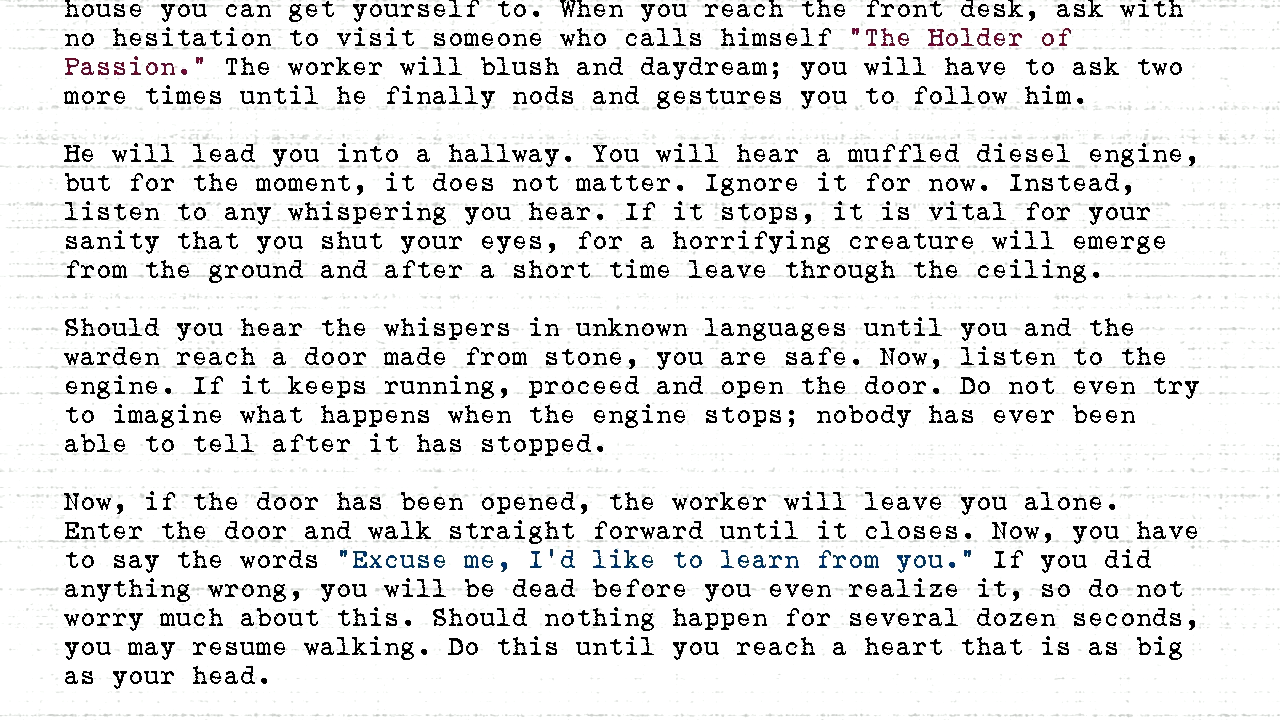 house you can get yourself to. When you reach the front desk, ask with
no hesitation to visit someone who calls himself "The Holder of
Passion." The worker will blush and daydream; you will have to ask two
more times until he finally nods and gestures you to follow him.
He will lead you into a hallway. You will hear a muffled diesel engine,
but for the moment, it does not matter. Ignore it for now. Instead,
listen to any whispering you hear. If it stops, it is vital for your
sanity that you shut your eyes, for a horrifying creature will emerge
from the ground and after a short time leave through the ceiling.
Should you hear the whispers in unknown languages until you and the
warden reach a door made from stone, you are safe. Now, listen to the
engine. If it keeps running, proceed and open the door. Do not even try
to imagine what happens when the engine stops; nobody has ever been
able to tell after it has stopped.
Now, if the door has been opened, the worker will leave you alone.
Enter the door and walk straight forward until it closes. Now, you have
to say the words "Excuse me, I'd like to learn from you." If you did
anything wrong, you will be dead before you even realize it, so do not
worry much about this. Should nothing happen for several dozen seconds,
you may resume walking. Do this until you reach a heart that is as big
as your head.